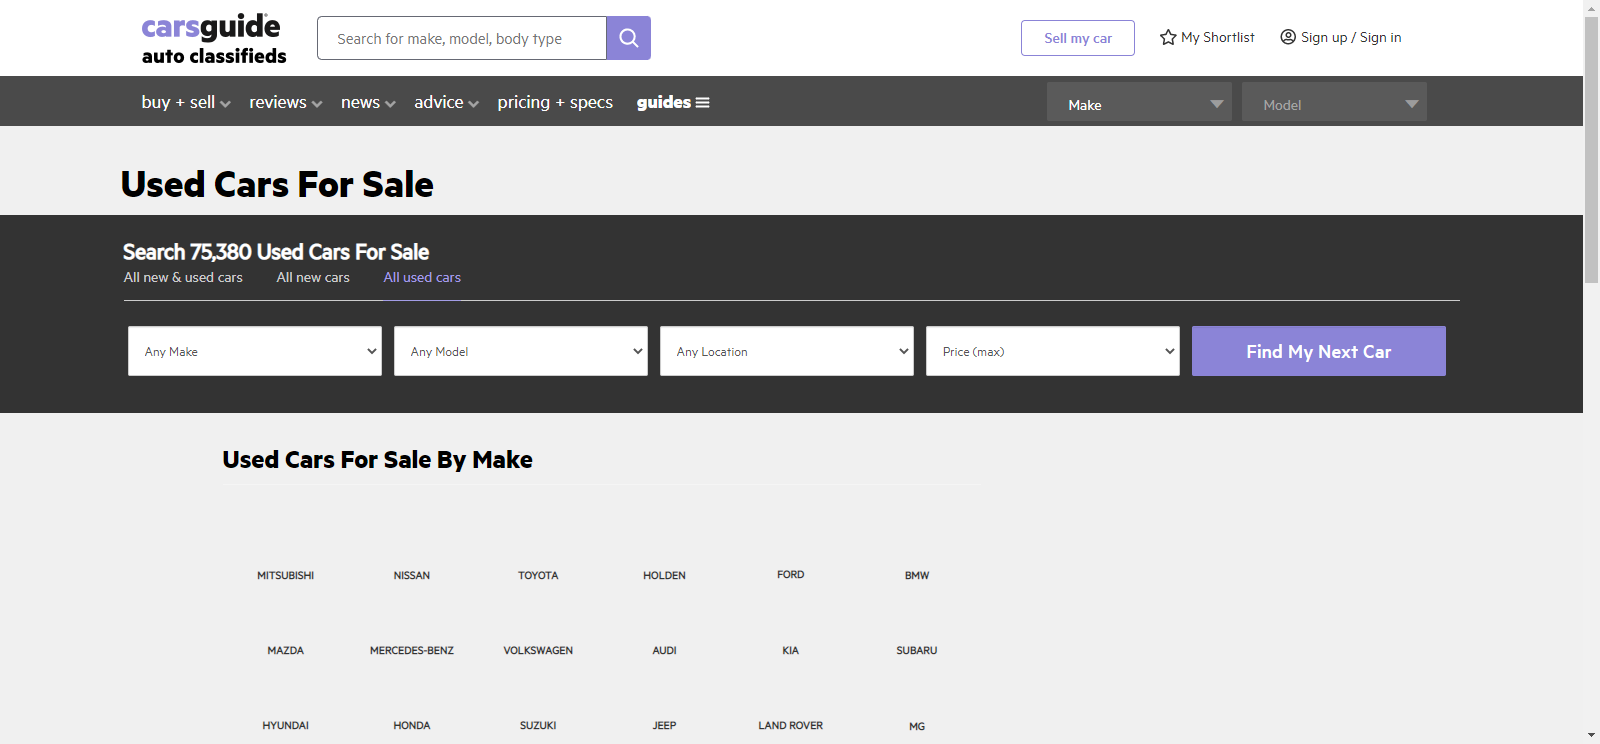 carsguide
auto classifieds
Search for make, model, body type
Sell my car
My Shortlist
Sign up / Sign in
buy + sell
reviews
news
advice
pricing + specs
guides
Make
Model
Used Cars For Sale
Search 75,380 Used Cars For Sale
All new & used cars
All new cars
All used cars
Any Make
Any Model
Any Location
Price (max)
Find My Next Car
Used Cars For Sale By Make
MITSUBISHI
NISSAN
TOYOTA
HOLDEN
FORD
BMW
MAZDA
MERCEDES-BENZ
VOLKSWAGEN
AUDI
KIA
SUBARU
HYUNDAI
HONDA
SUZUKI
JEEP
LAND ROVER
MG